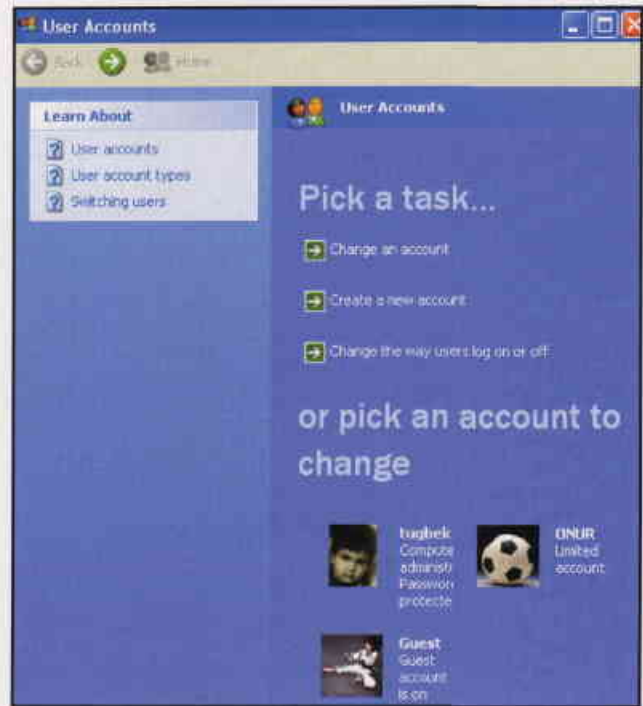 User Accounts
Back Home
Learn About
User accounts
User account types
Switching users
User Accounts
Pick a task...
Change an account
Create a new account
Change the way users log on or off
or pick an account to
change
tugbek
Compute
administ
Passwor
protecte
ONUR
Limited
account
Guest
Guest
account
is on